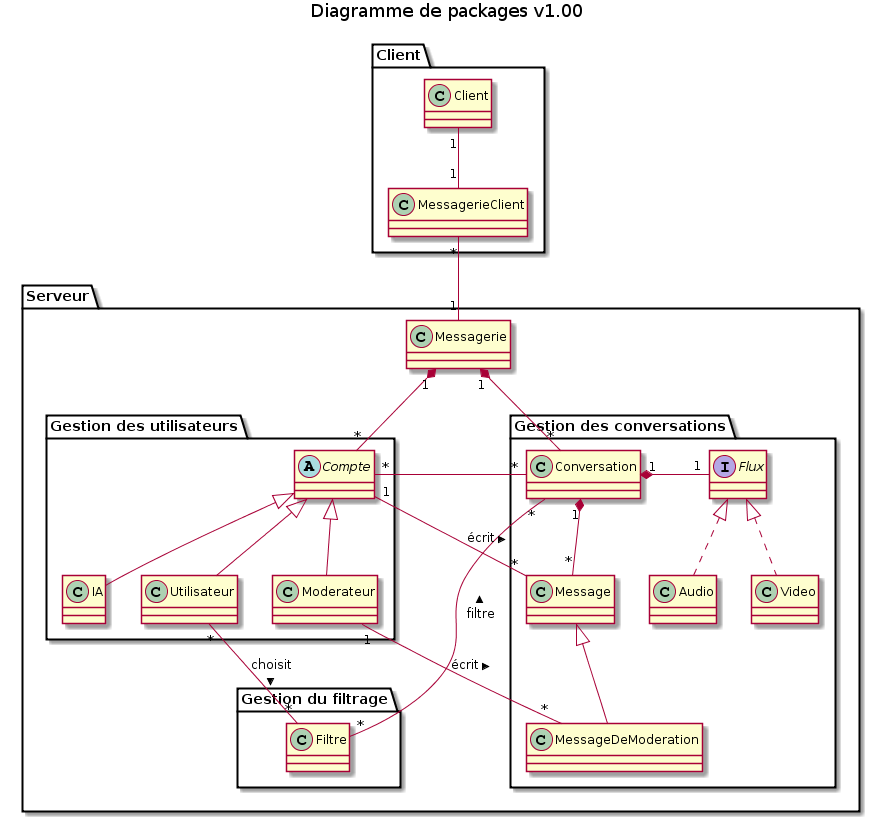 Diagramme de packages v1.00
Client
C Client
1
1
C MessagerieClient
*
1
Serveur
C Messagerie
1
1
*
*
Gestion des utilisateurs
Gestion des conversations
A Compte
*
*
C Conversation
1
1
I Flux
1
*
1
écrit ▶
*
*
C IA
C Utilisateur
C Moderateur
C Message
C Audio
C Video
▲
filtre
*
1
choisit
▼
écrit ▶
Gestion du filtrage
*
*
*
C Filtre
C MessageDeModeration